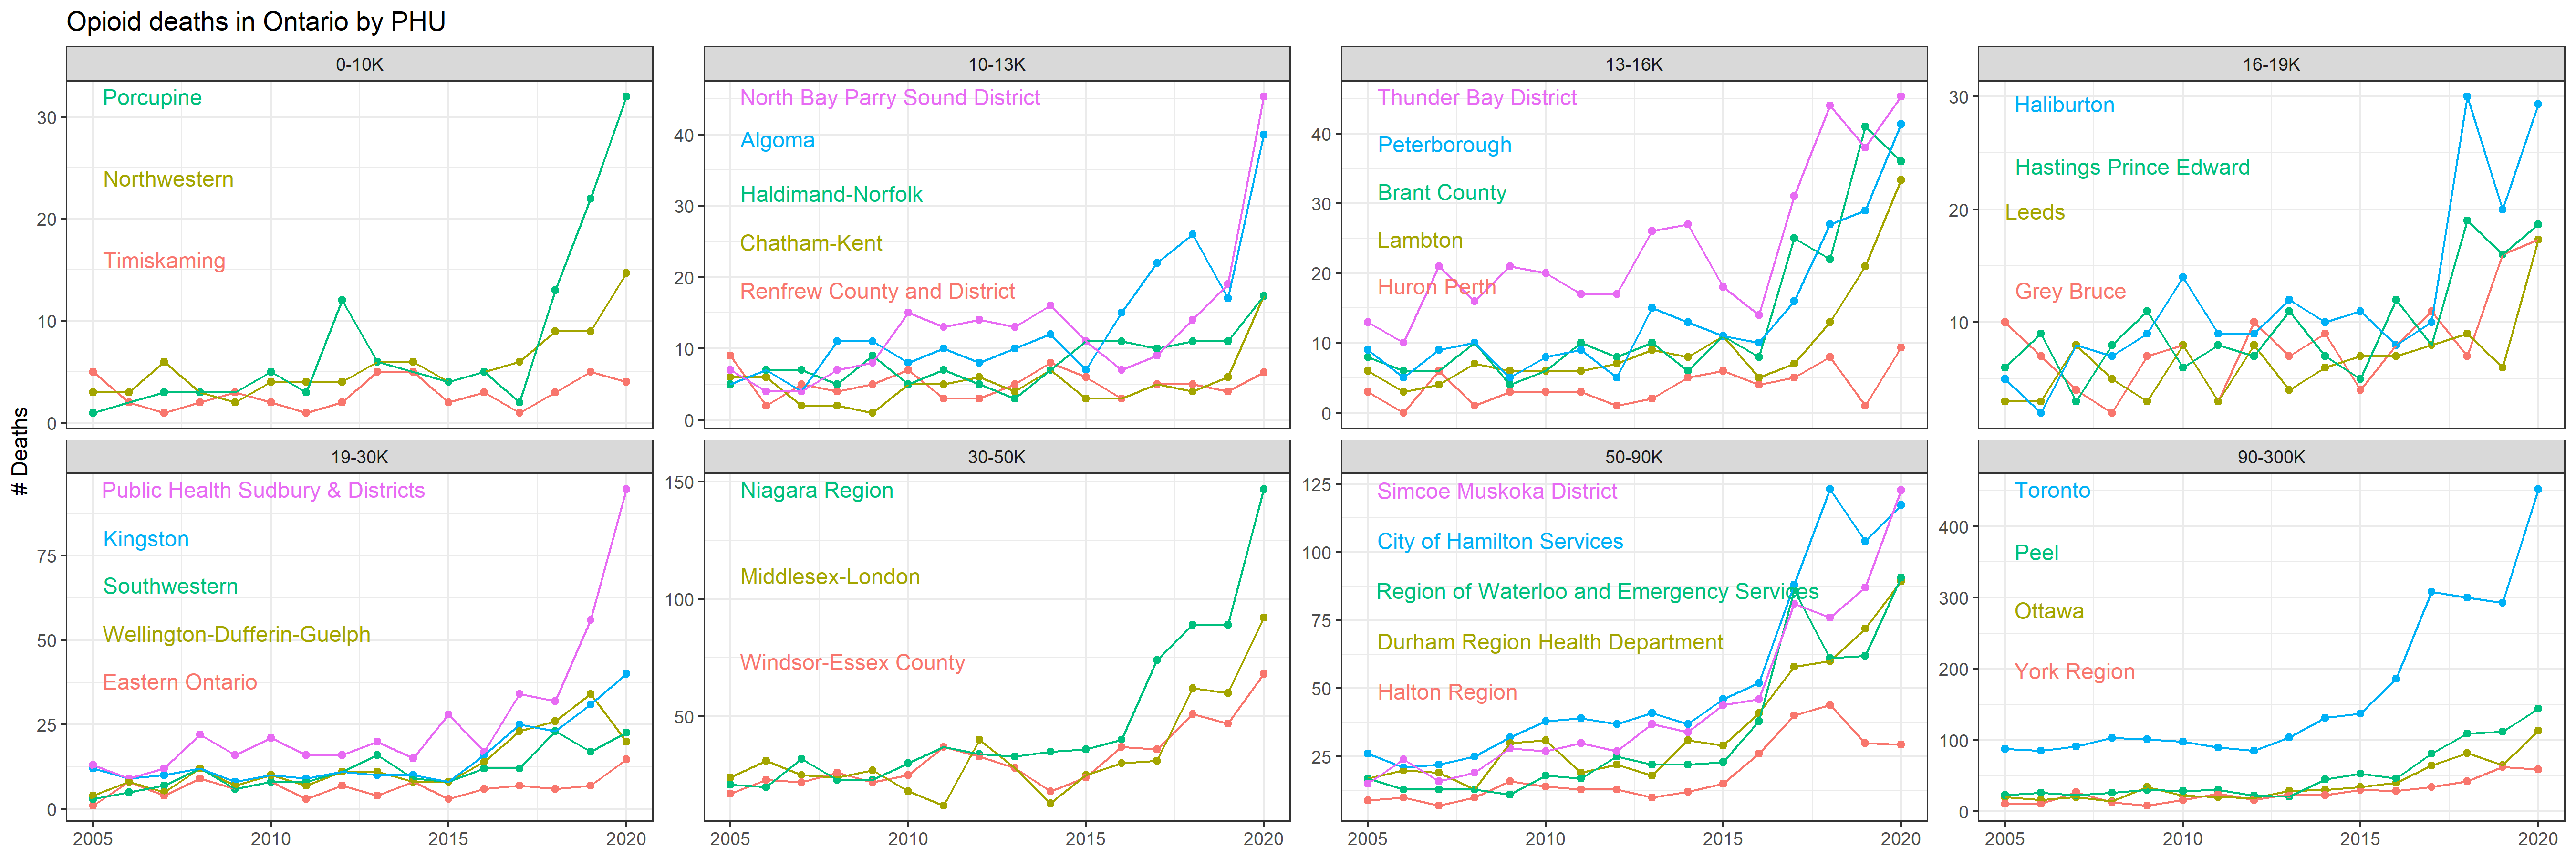 Opioid deaths in Ontario by PHU
# Deaths
0-10K
Porcupine
Northwestern
Timiskaming
30
20
10
0
10-13K
North Bay Parry Sound District
Algoma
Haldimand-Norfolk
Chatham-Kent
Renfrew County and District
40
30
20
10
0
13-16K
Thunder Bay District
Peterborough
Brant County
Lambton
Huron Perth
40
30
20
10
0
16-19K
Haliburton
Hastings Prince Edward
Leeds
Grey Bruce
30
20
10
19-30K
Public Health Sudbury & Districts
Kingston
Southwestern
Wellington-Dufferin-Guelph
Eastern Ontario
75
50
25
0
2005 2010 2015 2020
30-50K
Niagara Region
Middlesex-London
Windsor-Essex County
150
100
50
2005 2010 2015 2020
50-90K
Simcoe Muskoka District
City of Hamilton Services
Region of Waterloo and Emergency Services
Durham Region Health Department
Halton Region
125
100
75
50
25
2005 2010 2015 2020
90-300K
Toronto
Peel
Ottawa
York Region
400
300
200
100
0
2005 2010 2015 2020